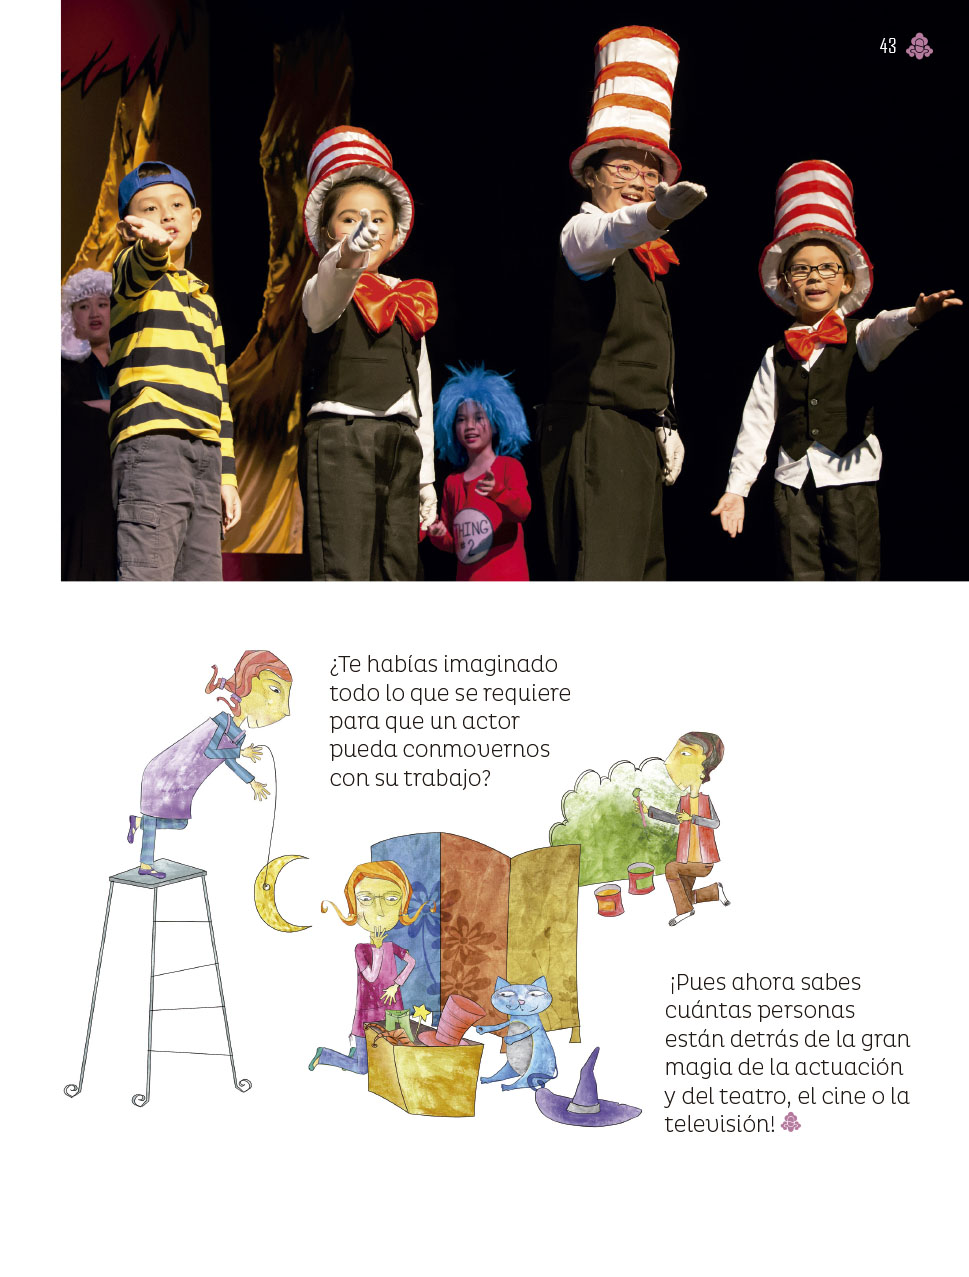 43
THING
#2
¿Te habías imaginado
todo lo que se requiere
para que un actor
pueda conmovernos
con su trabajo?
¡Pues ahora sabes
cuántas personas
están detrás de la gran
magia de la actuación
y del teatro, el cine o la
televisión!